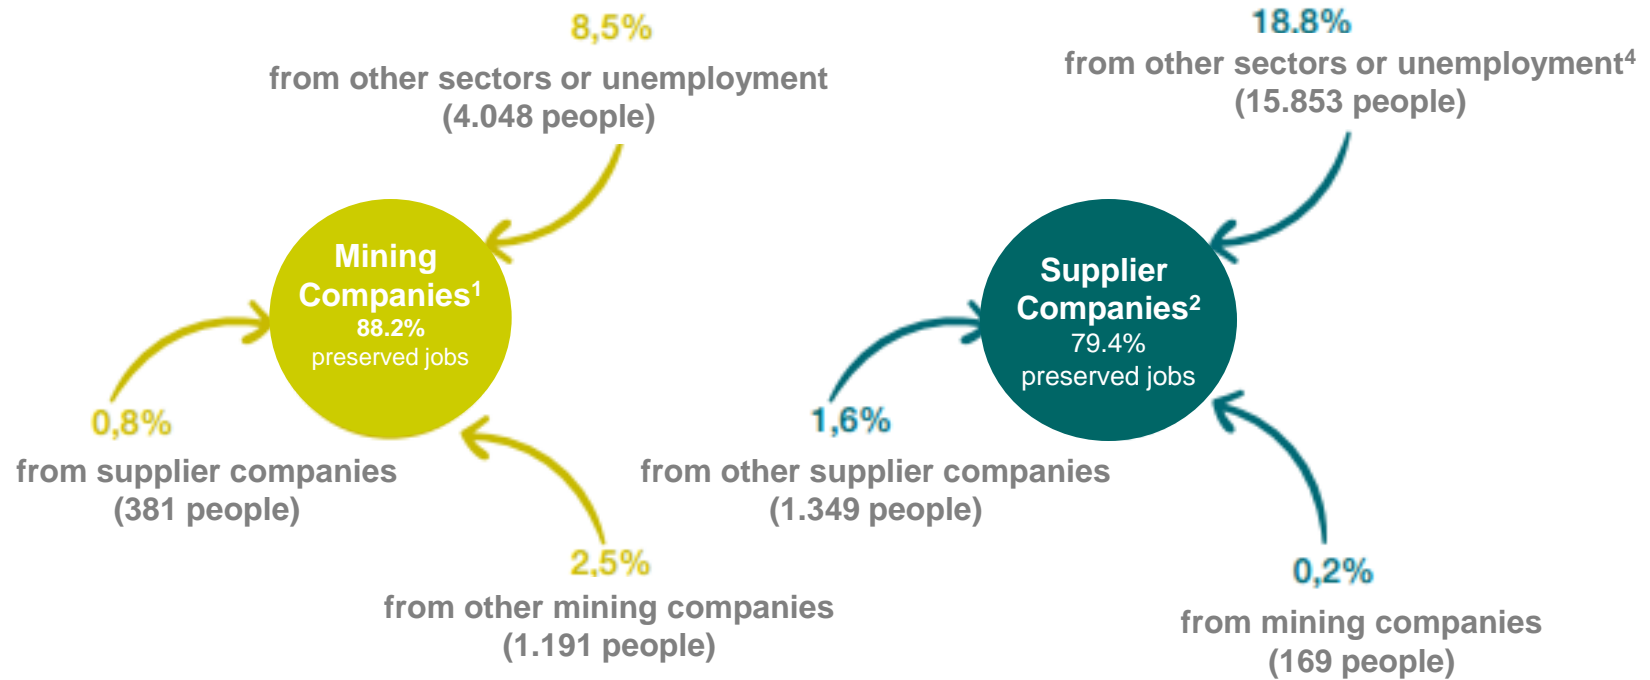 8,5%
from other sectors or unemployment
(4.048 people)
Mining
Companies¹
88.2%
preserved jobs
0,8%
from supplier companies
(381 people)
2,5%
from other mining companies
(1.191 people)
18.8%
from other sectors or unemployment⁴
(15.853 people)
Supplier
Companies²
79.4%
preserved jobs
1,6%
from other supplier companies
(1.349 people)
0,2%
from mining companies
(169 people)